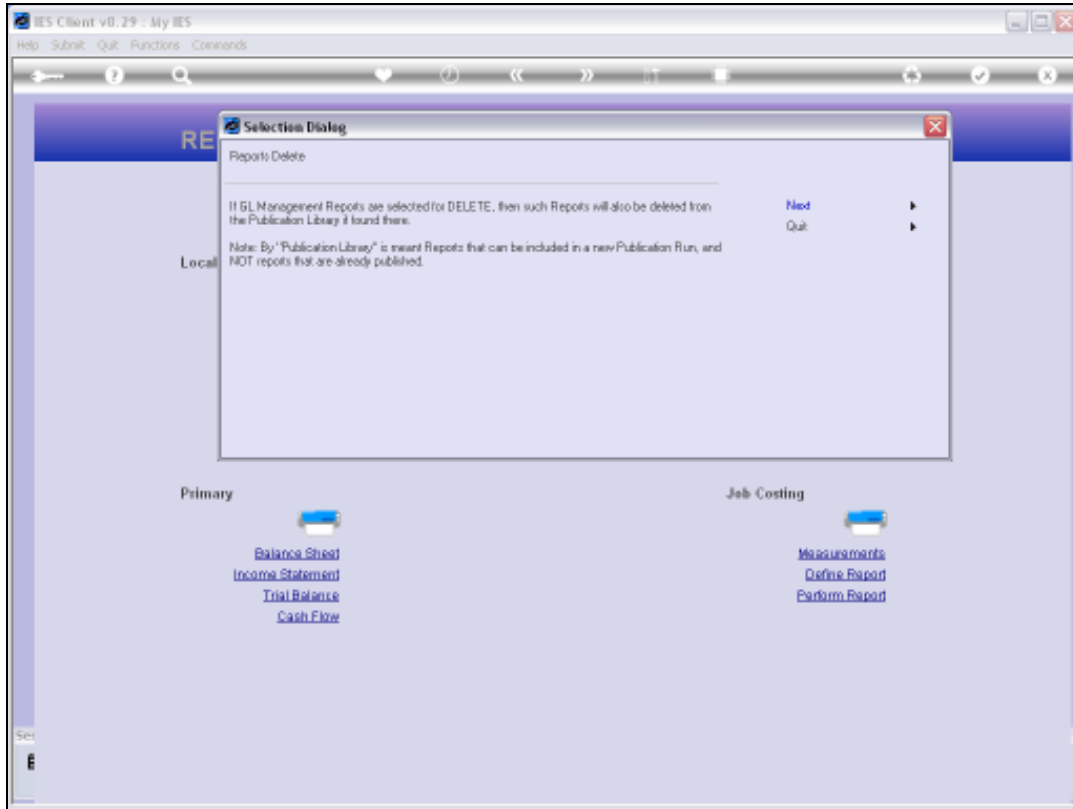 IES Client v8.29 : My IES
Help Submit Quit Functions Commands
RE
Selection Dialog
Reports Delete
If GL Management Reports are selected for DELETE, then such Reports will also be deleted from
the Publication Library if found there.
Note: By "Publication Library" is meant Reports that can be included in a new Publication Run, and
NOT reports that are already published.
Next
Quit
Local
Primary
Job Costing
Balance Sheet
Income Statement
Trial Balance
Cash Flow
Measurements
Define Report
Perform Report
Se